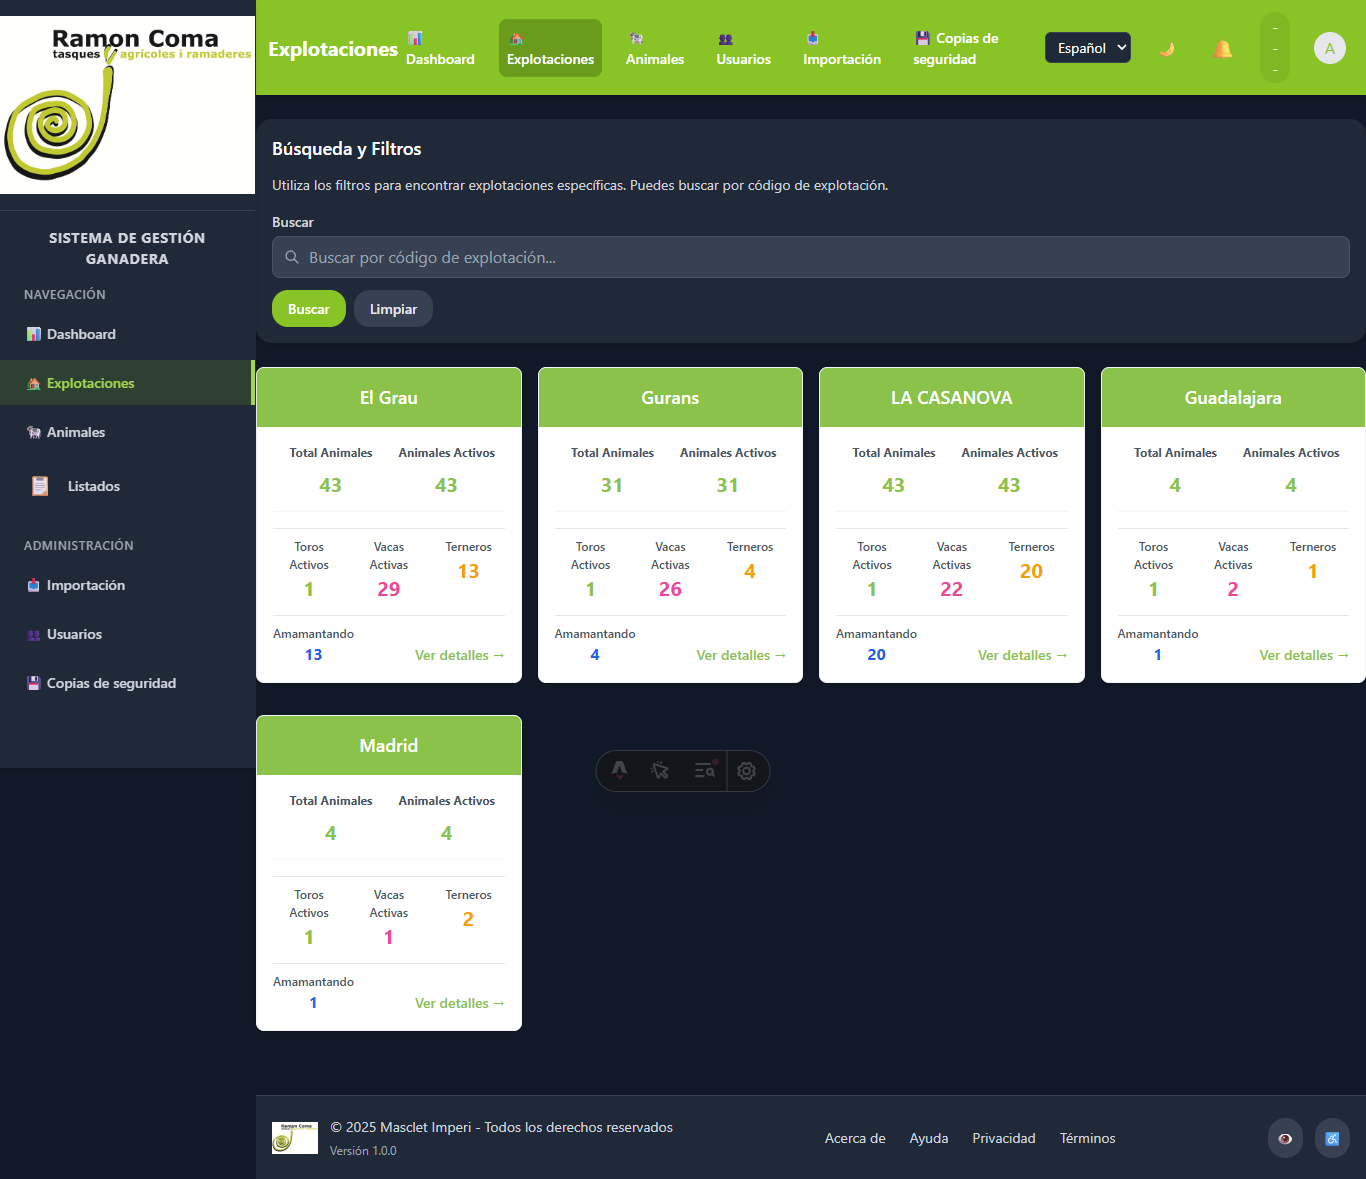 Ramon Coma
tasques agrícoles i ramaderes
SISTEMA DE GESTIÓN
GANADERA
NAVEGACIÓN
Dashboard
Explotaciones
Animales
Listados
ADMINISTRACIÓN
Importación
Usuarios
Copias de seguridad
Explotaciones
Dashboard
Explotaciones
Animales
Usuarios
Importación
Copias de
seguridad
Español
-
-
-
A
Búsqueda y Filtros
Utiliza los filtros para encontrar explotaciones específicas. Puedes buscar por código de explotación.
Buscar
Buscar por código de explotación...
Buscar
Limpiar
El Grau
Total Animales
Animales Activos
43
43
Toros
Activos
1
Vacas
Activas
29
Terneros
13
Amamantando
13
Ver detalles →
Gurans
Total Animales
Animales Activos
31
31
Toros
Activos
1
Vacas
Activas
26
Terneros
4
Amamantando
4
Ver detalles →
LA CASANOVA
Total Animales
Animales Activos
43
43
Toros
Activos
1
Vacas
Activas
22
Terneros
20
Amamantando
20
Ver detalles →
Guadalajara
Total Animales
Animales Activos
4
4
Toros
Activos
1
Vacas
Activas
2
Terneros
1
Amamantando
1
Ver detalles →
Madrid
Total Animales
Animales Activos
4
4
Toros
Activos
1
Vacas
Activas
1
Terneros
2
Amamantando
1
Ver detalles →
Ramon Coma
© 2025 Masclet Imperi - Todos los derechos reservados
Versión 1.0.0
Acerca de
Ayuda
Privacidad
Términos